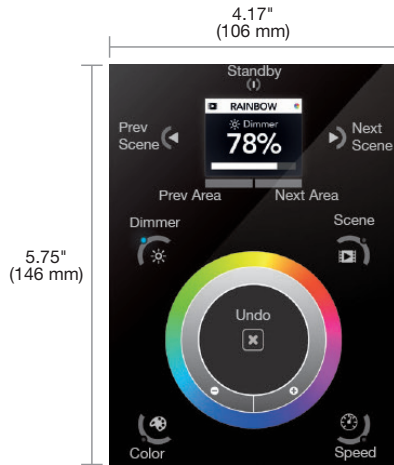 4.17"
(106 mm)
Standby
RAINBOW
Prev
Scene
Dimmer
78%
Next
Scene
Prev Area
Next Area
Dimmer
Scene
5.75"
(146 mm)
Undo
Color
Speed